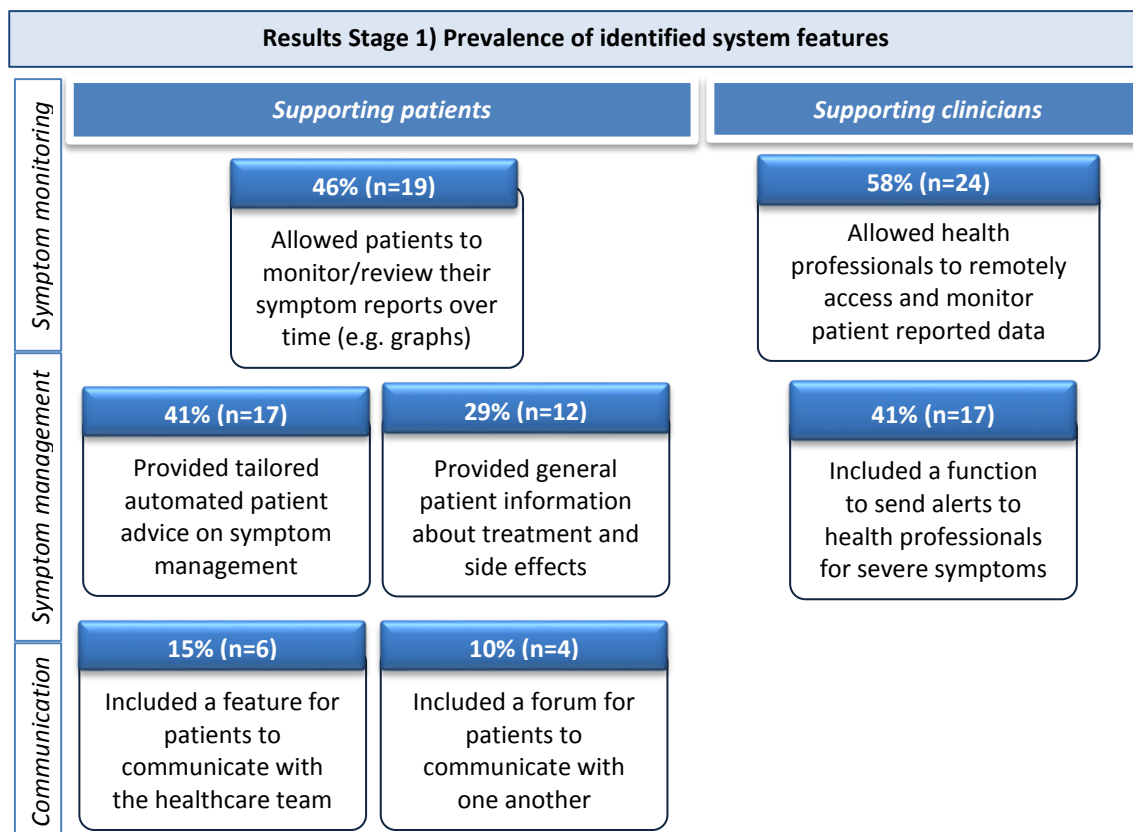 Results Stage 1) Prevalence of identified system features
Supporting patients
Supporting clinicians
Symptom monitoring
46% (n=19)
Allowed patients to
monitor/review their
symptom reports over
time (e.g. graphs)
58% (n=24)
Allowed health
professionals to remotely
access and monitor
patient reported data
Symptom management
41% (n=17)
Provided tailored
automated patient
advice on symptom
management
29% (n=12)
Provided general
patient information
about treatment and
side effects
41% (n=17)
Included a function
to send alerts to
health professionals
for severe symptoms
Communication
15% (n=6)
Included a feature for
patients to
communicate with
the healthcare team
10% (n=4)
Included a forum for
patients to
communicate with
one another